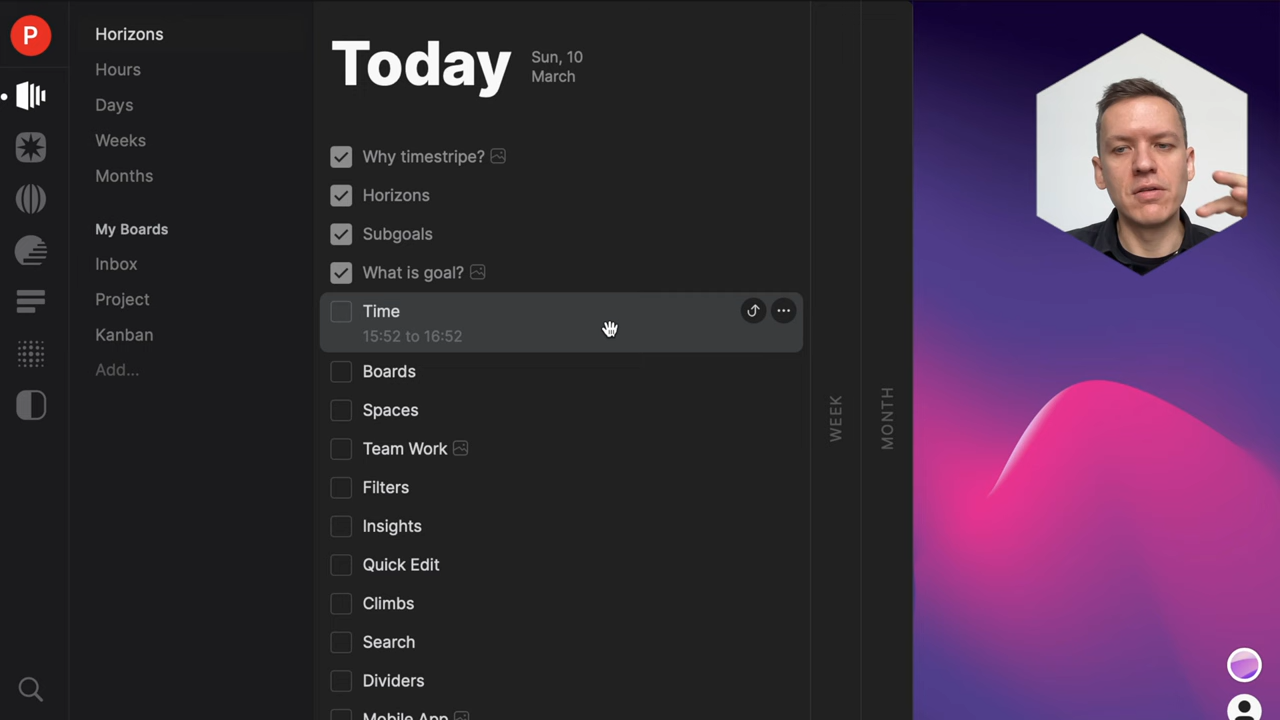 P
Horizons
Hours
Days
Weeks
Months
My Boards
Inbox
Project
Kanban
Add...
Today
Sun, 10
March
Why timestripe?
Horizons
Subgoals
What is goal?
Time
15:52 to 16:52
Boards
Spaces
Team Work
Filters
Insights
Quick Edit
Climbs
Search
Dividers
Mobile App
WEEK
MONTH